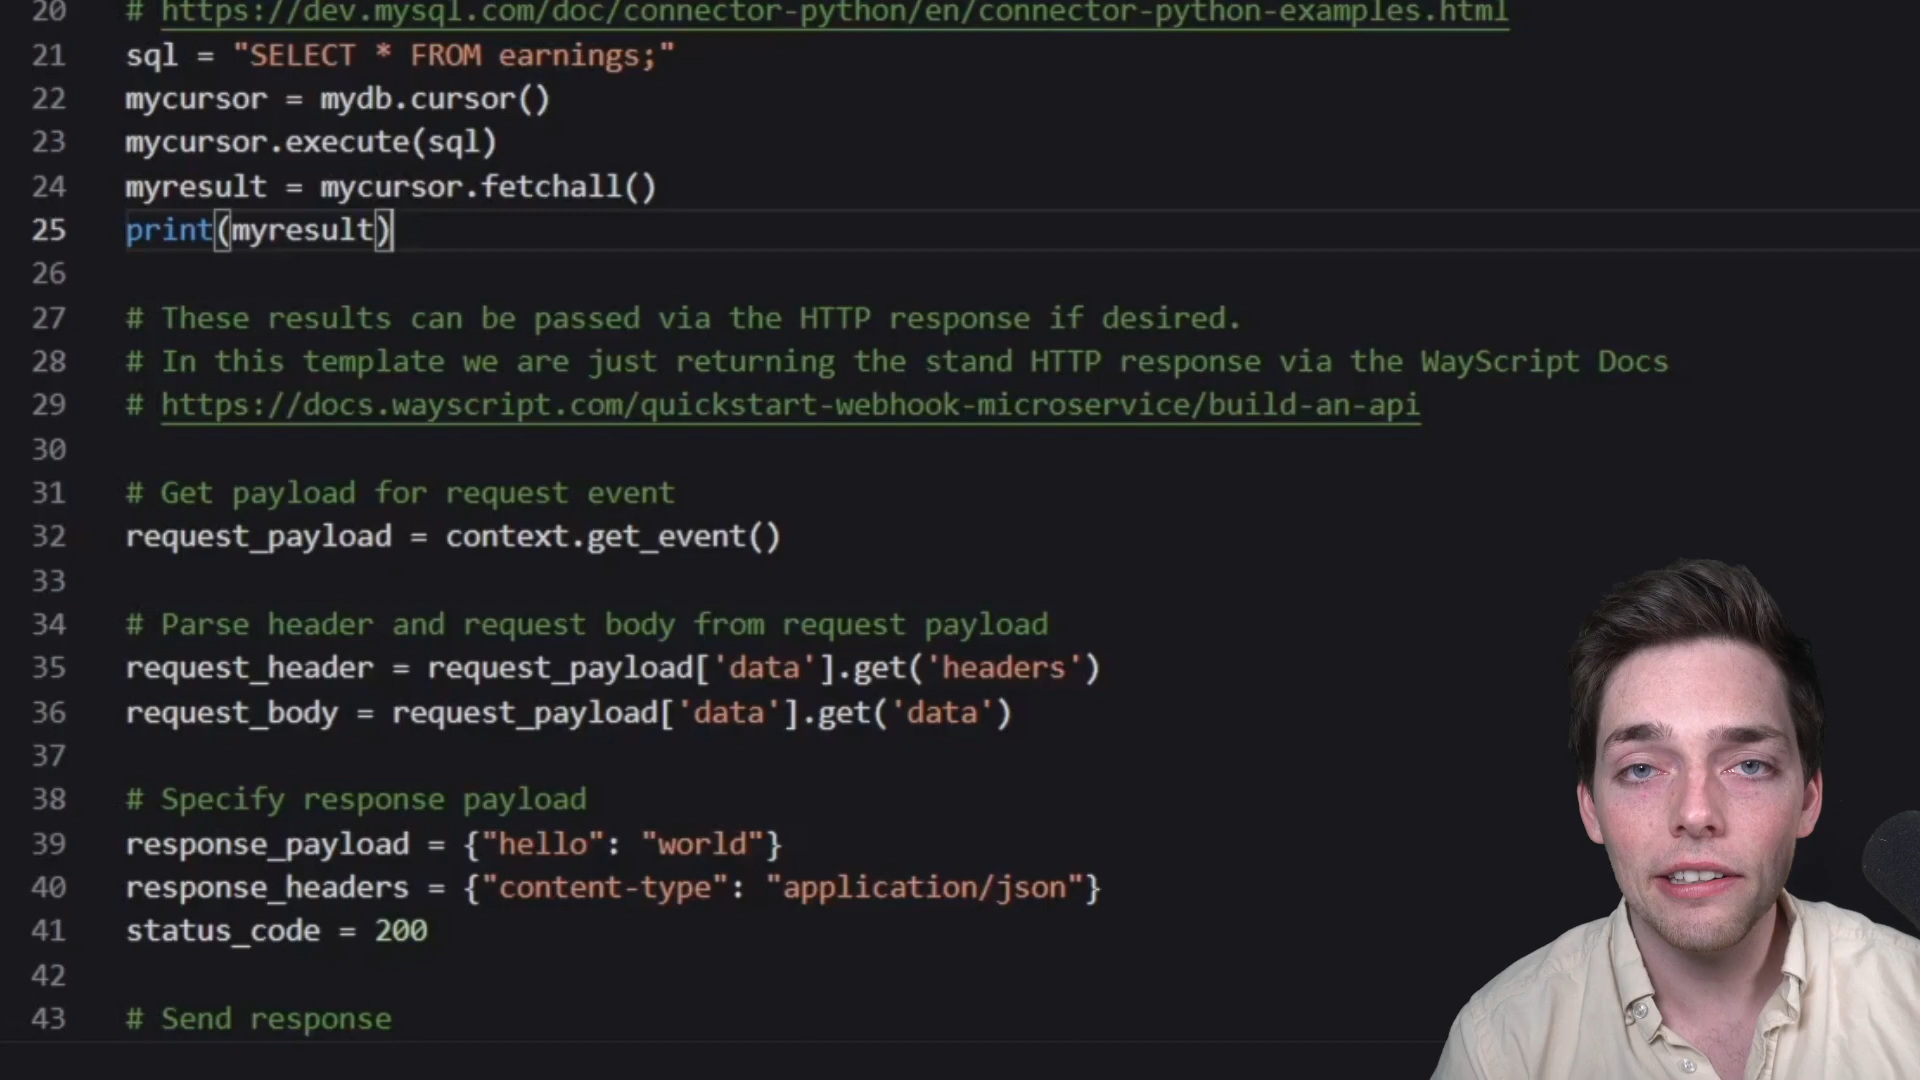 20 # https://dev.mysql.com/doc/connector-python/en/connector-python-examples.html
21 sql = "SELECT * FROM earnings;"
22 mycursor = mydb.cursor()
23 mycursor.execute(sql)
24 myresult = mycursor.fetchall()
25 print(myresult)
26
27 # These results can be passed via the HTTP response if desired.
28 # In this template we are just returning the stand HTTP response via the WayScript Docs
29 # https://docs.wayscript.com/quickstart-webhook-microservice/build-an-api
30
31 # Get payload for request event
32 request_payload = context.get_event()
33
34 # Parse header and request body from request payload
35 request_header = request_payload['data'].get('headers')
36 request_body = request_payload['data'].get('data')
37
38 # Specify response payload
39 response_payload = {"hello": "world"}
40 response_headers = {"content-type": "application/json"}
41 status_code = 200
42
43 # Send response